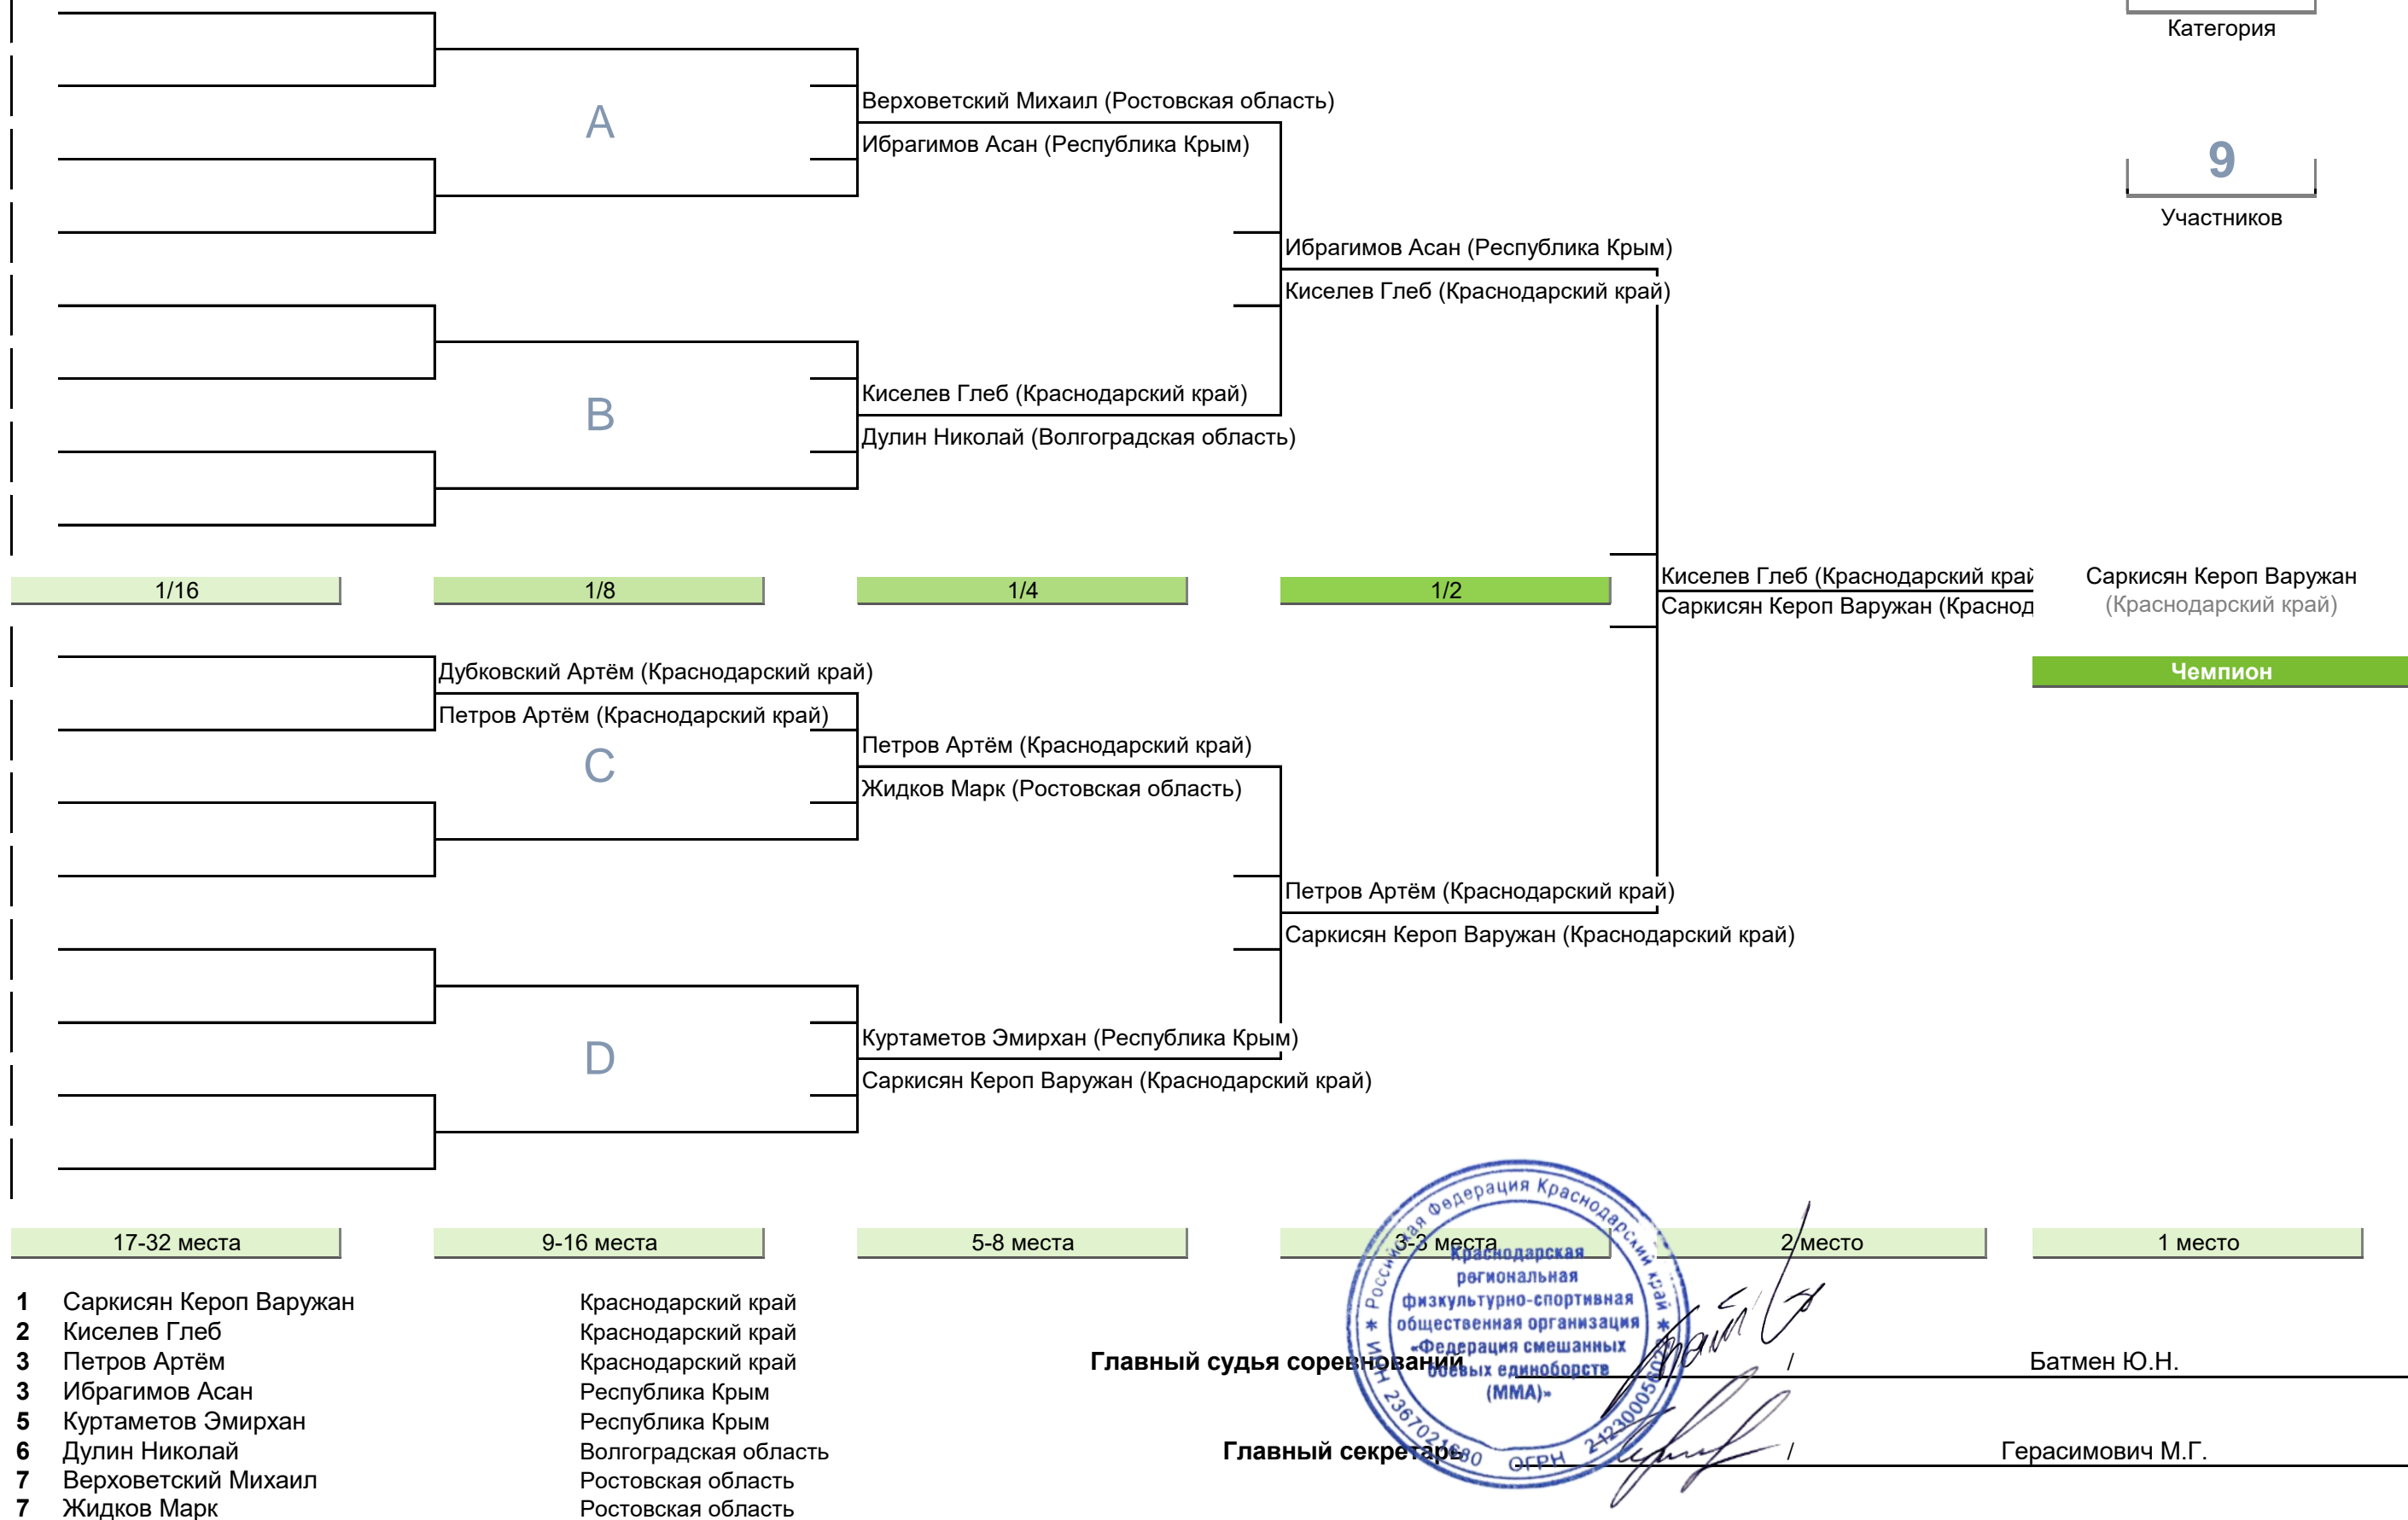 Категория
Верховетский Михаил (Ростовская область)
A
Ибрагимов Асан (Республика Крым)
9
Участников
Ибрагимов Асан (Республика Крым)
Киселев Глеб (Краснодарский край)
Киселев Глеб (Краснодарский край)
B
Дулин Николай (Волгоградская область)
1/16
1/8
1/4
1/2
Киселев Глеб (Краснодарский край
Саркисян Кероп Варужан (Краснод
Саркисян Кероп Варужан
(Краснодарский край)
Чемпион
Дубковский Артём (Краснодарский край)
Петров Артём (Краснодарский край)
C
Петров Артём (Краснодарский край)
Жидков Марк (Ростовская область)
Петров Артём (Краснодарский край)
Саркисян Кероп Варужан (Краснодарский край)
Куртаметов Эмирхан (Республика Крым)
D
Саркисян Кероп Варужан (Краснодарский край)
17-32 места
9-16 места
5-8 места
3-3 места
2 место
1 место
1 Саркисян Кероп Варужан Краснодарский край
2 Киселев Глеб Краснодарский край
3 Петров Артём Краснодарский край
3 Ибрагимов Асан Республика Крым
5 Куртаметов Эмирхан Республика Крым
6 Дулин Николай Волгоградская область
7 Верховетский Михаил Ростовская область
7 Жидков Марк Ростовская область
Главный судья соревнований / Батмен Ю.Н.
Главный секретарь / Герасимович М.Г.
Российская Федерация Краснодарский край
Краснодарская
региональная
физкультурно-спортивная
общественная организация
«Федерация смешанных
боевых единоборств
(ММА)»
ИНН 2367021680 ОГРН